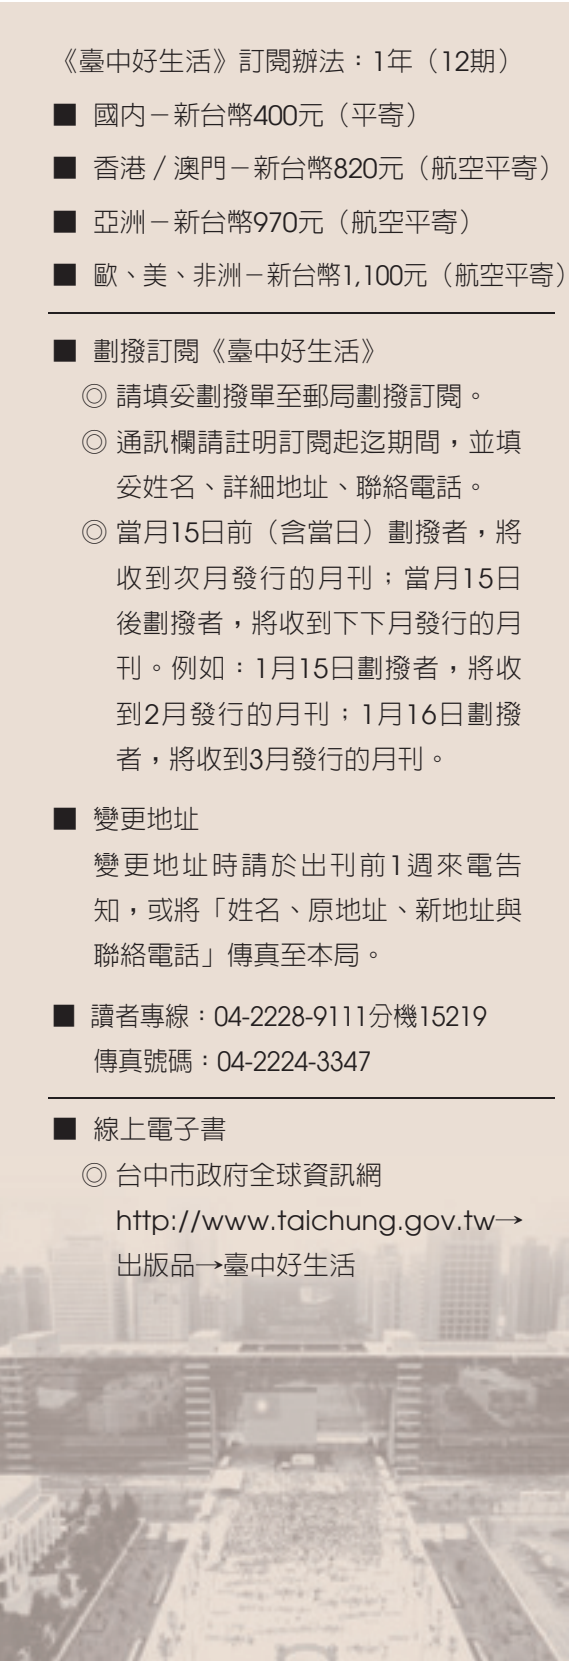 《臺中好生活》訂閱辦法：1年（12期）
■ 國內－新台幣400元（平寄）
■ 香港／澳門－新台幣820元（航空平寄）
■ 亞洲－新台幣970元（航空平寄）
■ 歐、美、非洲－新台幣1,100元（航空平寄）
■ 劃撥訂閱《臺中好生活》
◎ 請填妥劃撥單至郵局劃撥訂閱。
◎ 通訊欄請註明訂閱起迄期間，並填
妥姓名、詳細地址、聯絡電話。
◎ 當月15日前（含當日）劃撥者，將
收到次月發行的月刊；當月15日
後劃撥者，將收到下下月發行的月
刊。例如：1月15日劃撥者，將收
到2月發行的月刊；1月16日劃撥
者，將收到3月發行的月刊。
■ 變更地址
變更地址時請於出刊前1週來電告
知，或將「姓名、原地址、新地址與
聯絡電話」傳真至本局。
■ 讀者專線：04-2228-9111分機15219
傳真號碼：04-2224-3347
■ 線上電子書
◎ 台中市政府全球資訊網
http://www.taichung.gov.tw→
出版品→臺中好生活